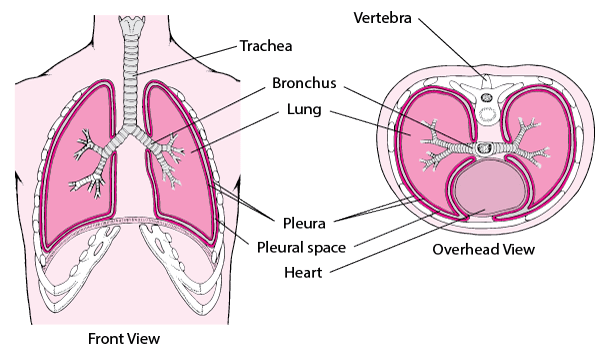 Vertebra
Trachea
Bronchus
Lung
Pleura
Pleural space
Overhead View
Heart
Front View